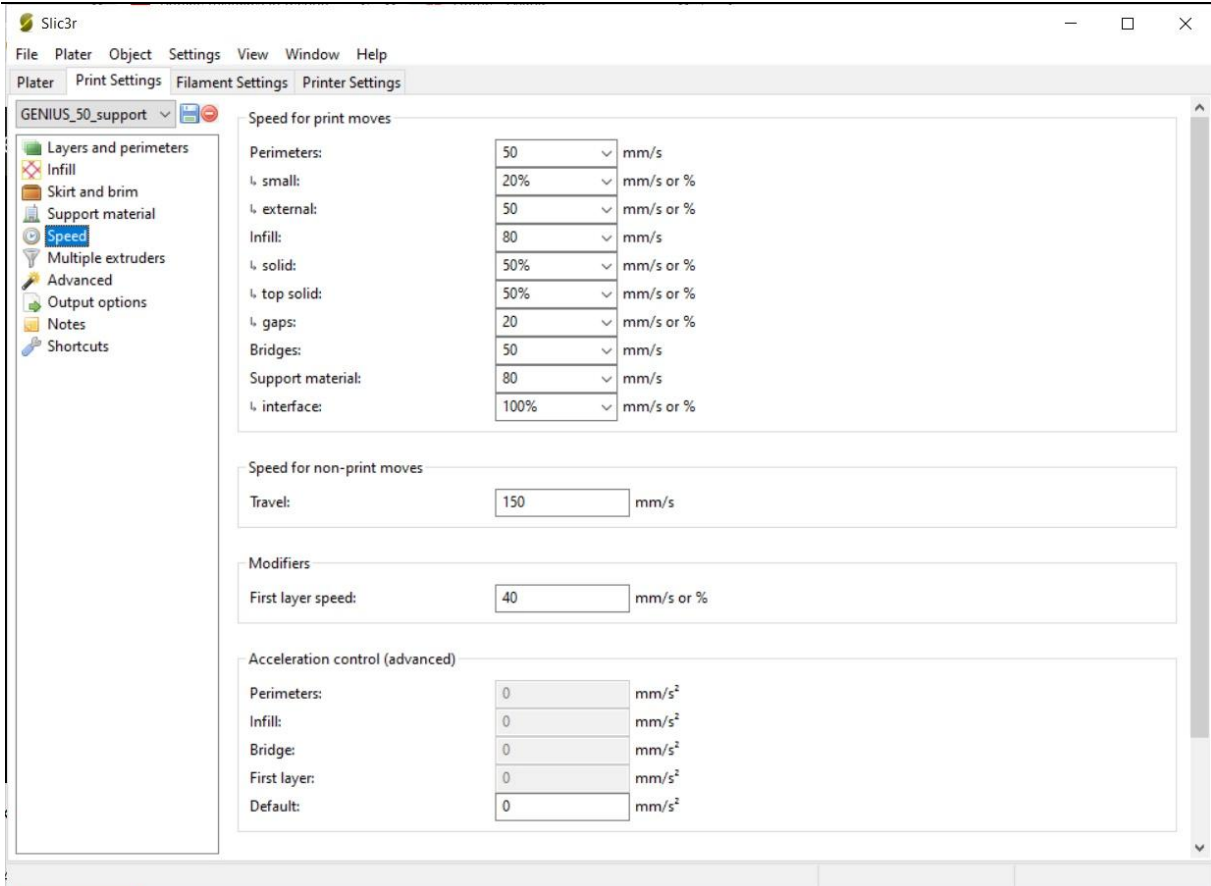 Slic3r
File Plater Object Settings View Window Help
Plater Print Settings Filament Settings Printer Settings
GENIUS_50_support
Layers and perimeters
Infill
Skirt and brim
Support material
Speed
Multiple extruders
Advanced
Output options
Notes
Shortcuts
Speed for print moves
Perimeters: 50 mm/s
↳ small: 20% mm/s or %
↳ external: 50 mm/s or %
Infill: 80 mm/s
↳ solid: 50% mm/s or %
↳ top solid: 50% mm/s or %
↳ gaps: 20 mm/s or %
Bridges: 50 mm/s
Support material: 80 mm/s
↳ interface: 100% mm/s or %
Speed for non-print moves
Travel: 150 mm/s
Modifiers
First layer speed: 40 mm/s or %
Acceleration control (advanced)
Perimeters: 0 mm/s²
Infill: 0 mm/s²
Bridge: 0 mm/s²
First layer: 0 mm/s²
Default: 0 mm/s²